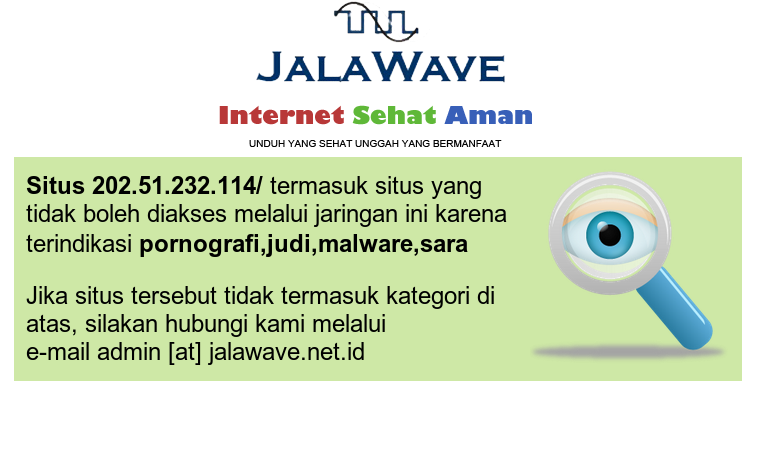 JALAWAVE
Internet Sehat Aman
UNDUH YANG SEHAT UNGGAH YANG BERMANFAAT
Situs 202.51.232.114/ termasuk situs yang
tidak boleh diakses melalui jaringan ini karena
terindikasi pornografi,judi,malware,sara
Jika situs tersebut tidak termasuk kategori di
atas, silakan hubungi kami melalui
e-mail admin [at] jalawave.net.id